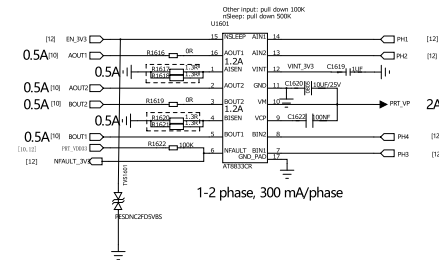 Other input: pull down 100K
nSleep: pull down 500K
U1601
[12] EN_3V3 15 NSLEEP AIN1 14 PH1 [12]
[10] AOUT1 R1616 0R 16 AOUT1 AIN2 13 PH2 [12]
0.5A
1.2A
0.5A R1617 1.3R 1 AISEN VINT 12 VINT_3V3 C1619 1UF
R1618 1.3R
[10] AOUT2 2 AOUT2 GND 11 C1620 10UF/25V
0805
[10] BOUT2 R1619 0R 3 BOUT2 VM 10 PRT_VP 2A
0.5A
1.2A
0.5A R1620 1.3R 4 BISEN VCP 9 C1622 100NF
R1621 1.3R
0.5A [10] BOUT1 5 BOUT1 BIN2 8 PH4 [12
[10,12] PRT_VDD33 R1622 100K
[12] NFAULT_3V3 6 NFAULT BIN1 7 PH3 [12
GND_PAD 17
AT8833CR
TVS1601
PESDNC2FD5VBS
1-2 phase, 300 mA/phase